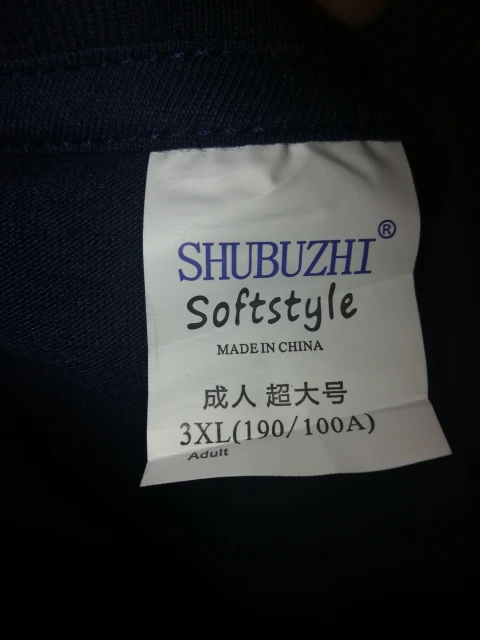 SHUBUZHI®
Softstyle
MADE IN CHINA
成人 超大号
3XL(190/100A)
Adult